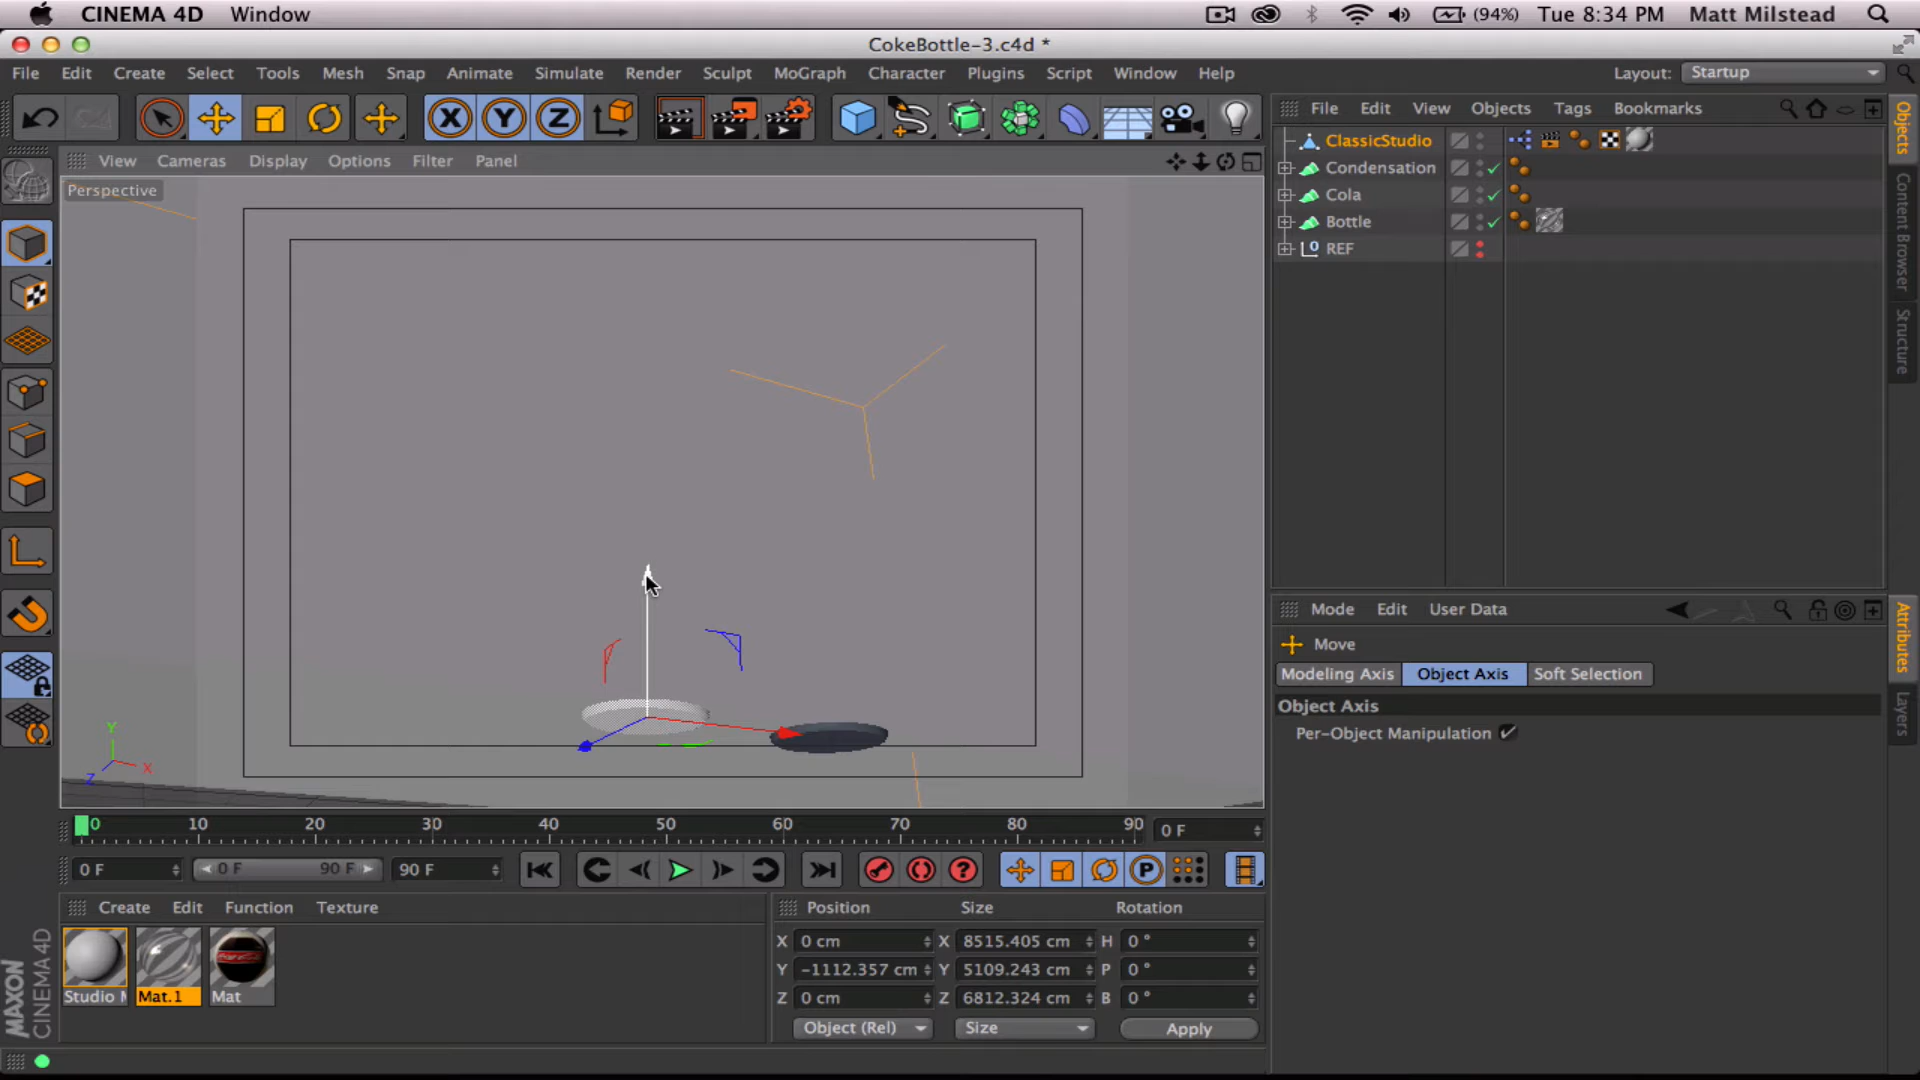 CINEMA 4D Window (94%) Tue 8:34 PM Matt Milstead
CokeBottle-3.c4d *
File Edit Create Select Tools Mesh Snap Animate Simulate Render Sculpt MoGraph Character Plugins Script Window Help Layout: Startup
X Y Z
File Edit View Objects Tags Bookmarks
View Cameras Display Options Filter Panel
Perspective
ClassicStudio
Condensation
Cola
Bottle
REF
Objects
Content Browser
Structure
Mode Edit User Data
Move
Modeling Axis Object Axis Soft Selection
Object Axis
Per-Object Manipulation
Attributes
Layers
Y
X
Z
0 10 20 30 40 50 60 70 80 90 0 F
0 F 0 F 90 F 90 F
P
Create Edit Function Texture
Studio M
Mat.1
Mat
Position Size Rotation
X 0 cm X 8515.405 cm H 0 °
Y -1112.357 cm Y 5109.243 cm P 0 °
Z 0 cm Z 6812.324 cm B 0 °
Object (Rel) Size Apply
MAXON
CINEMA 4D